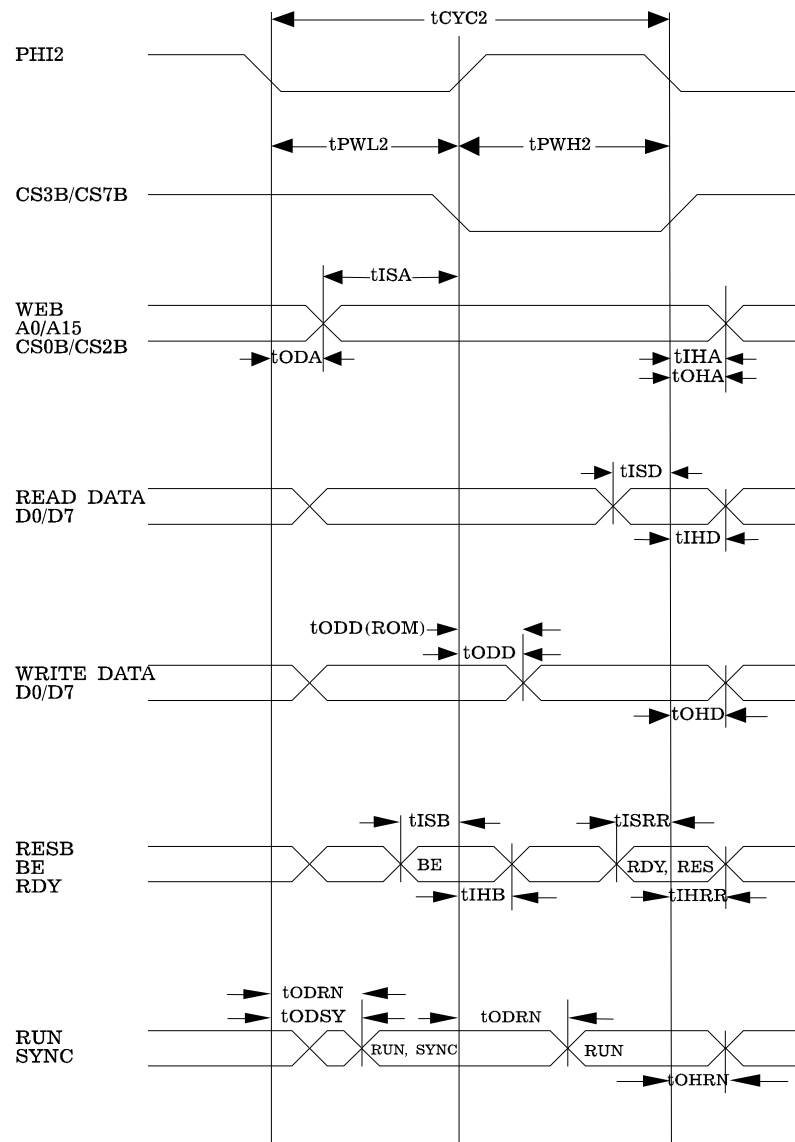 tCYC2
PHI2
tPWL2 tPWH2
CS3B/CS7B
tISA
WEB
A0/A15
CS0B/CS2B
tODA tIHA
tOHA
tISD
READ DATA
D0/D7
tIHD
tODD(ROM)
tODD
WRITE DATA
D0/D7
tOHD
tISB tISRR
RESB
BE
RDY
BE RDY, RES
tIHB tIHRR
tODRN
tODSY tODRN
RUN
SYNC
RUN, SYNC RUN
tOHRN